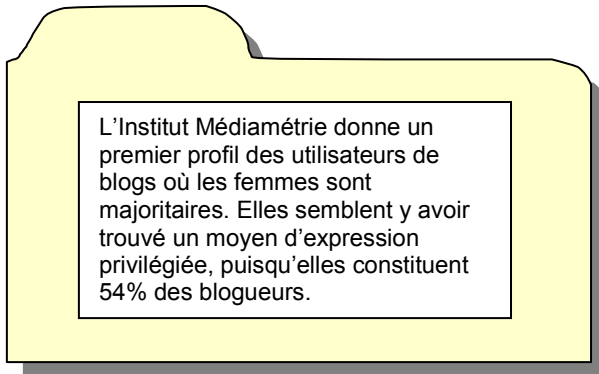 L’Institut Médiamétrie donne un
premier profil des utilisateurs de
blogs où les femmes sont
majoritaires. Elles semblent y avoir
trouvé un moyen d’expression
privilégiée, puisqu’elles constituent
54% des blogueurs.